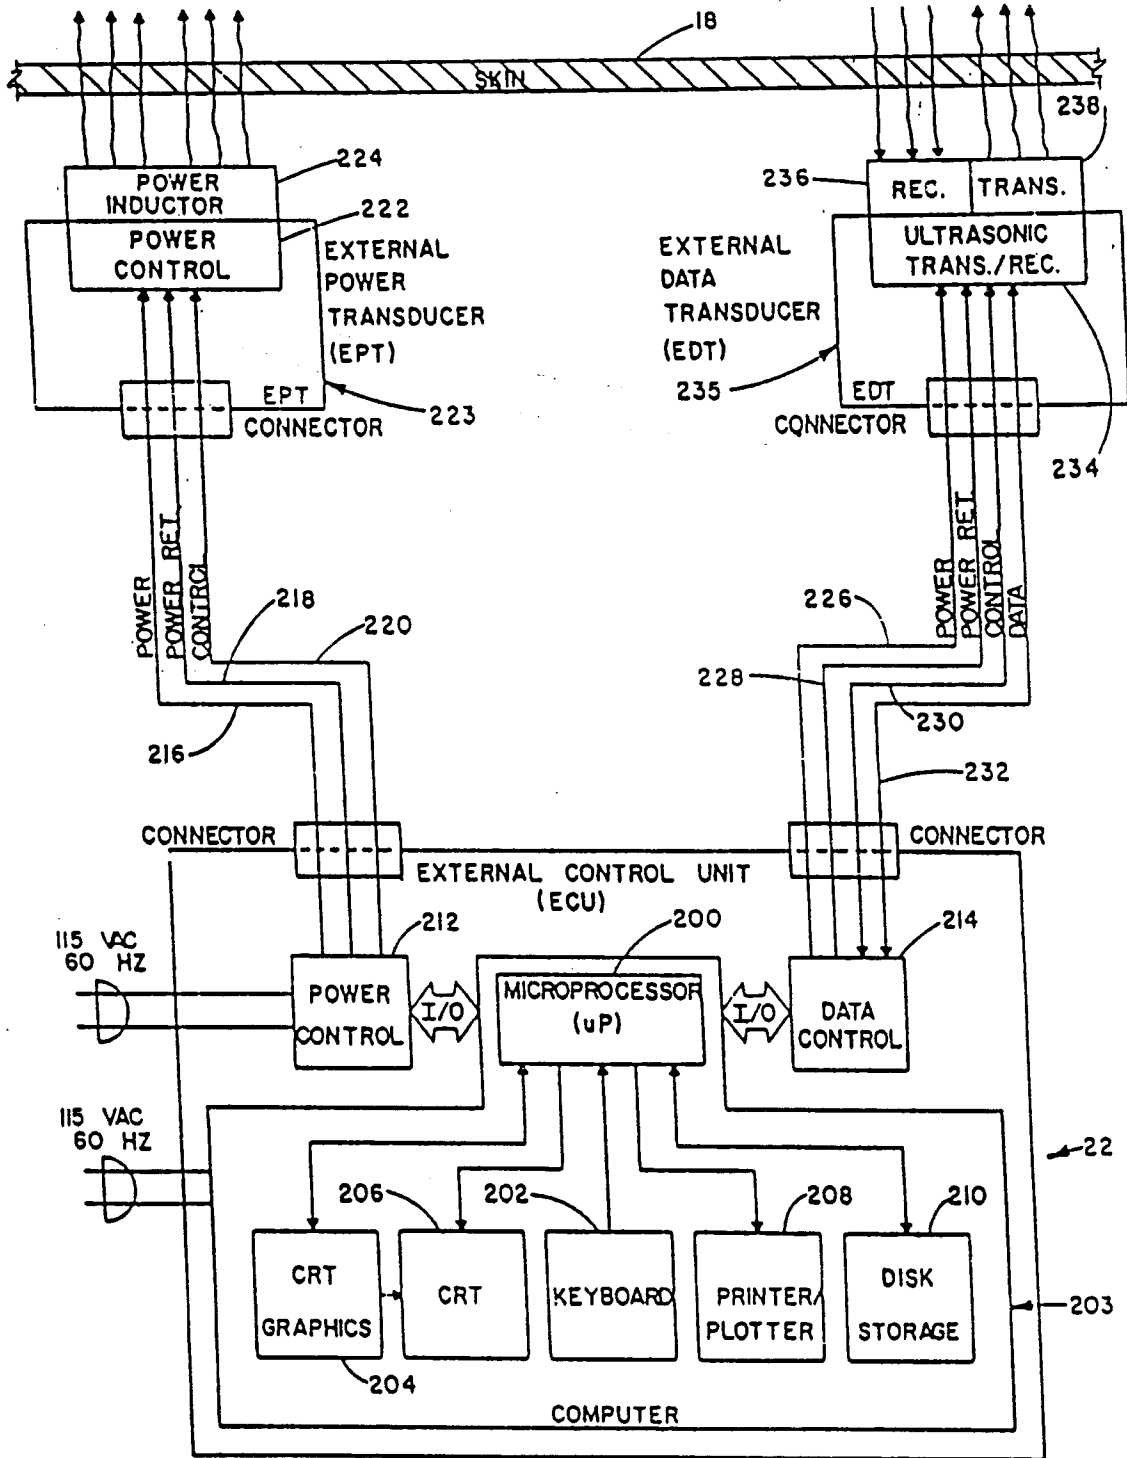 18
SKIN
238
224
POWER
INDUCTOR
222
POWER
CONTROL
EXTERNAL
POWER
TRANSDUCER
(EPT)
EPT
CONNECTOR
223
236
REC.
TRANS.
ULTRASONIC
TRANS./REC.
EXTERNAL
DATA
TRANSDUCER
(EDT)
235
EDT
CONNECTOR
234
POWER
POWER RET.
CONTROL
218
220
216
POWER
POWER RET.
CONTROL
DATA
226
228
230
232
CONNECTOR
CONNECTOR
EXTERNAL CONTROL UNIT
(ECU)
212
200
214
115 VAC
60 HZ
POWER
CONTROL
I/O
MICROPROCESSOR
(uP)
I/O
DATA
CONTROL
115 VAC
60 HZ
22
206
202
208
210
CRT
GRAPHICS
CRT
KEYBOARD
PRINTER/
PLOTTER
DISK
STORAGE
203
204
COMPUTER